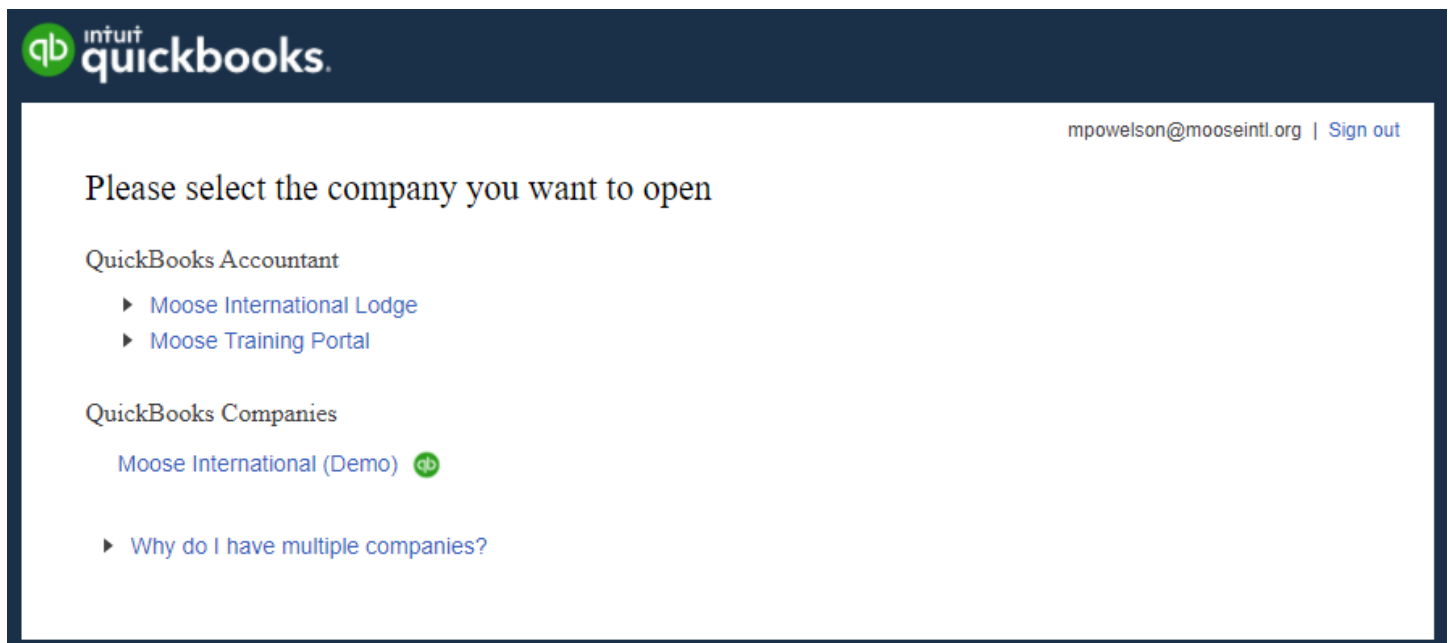 intuit
quickbooks.
mpowelson@mooseintl.org | Sign out
Please select the company you want to open
QuickBooks Accountant
Moose International Lodge
Moose Training Portal
QuickBooks Companies
Moose International (Demo) qb
Why do I have multiple companies?